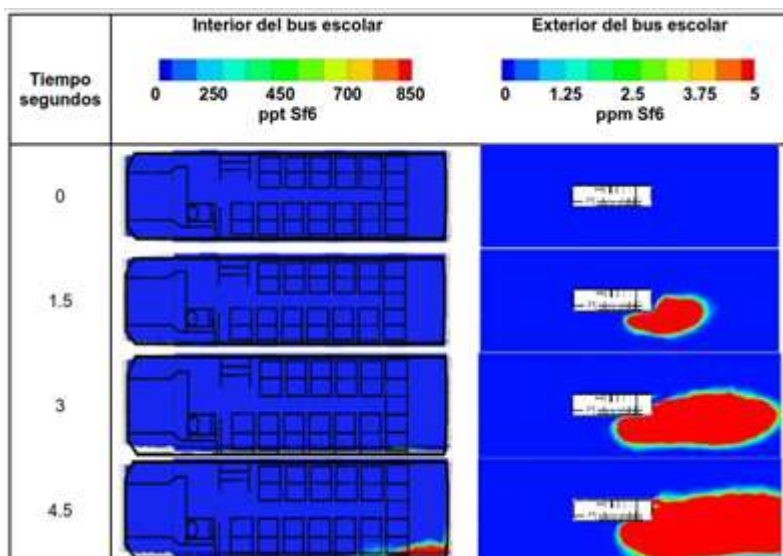 Tiempo
segundos
Interior del bus escolar
0 250 450 700 850
ppt Sf6
Exterior del bus escolar
0 1.25 2.5 3.75 5
ppm Sf6
0
1.5
3
4.5